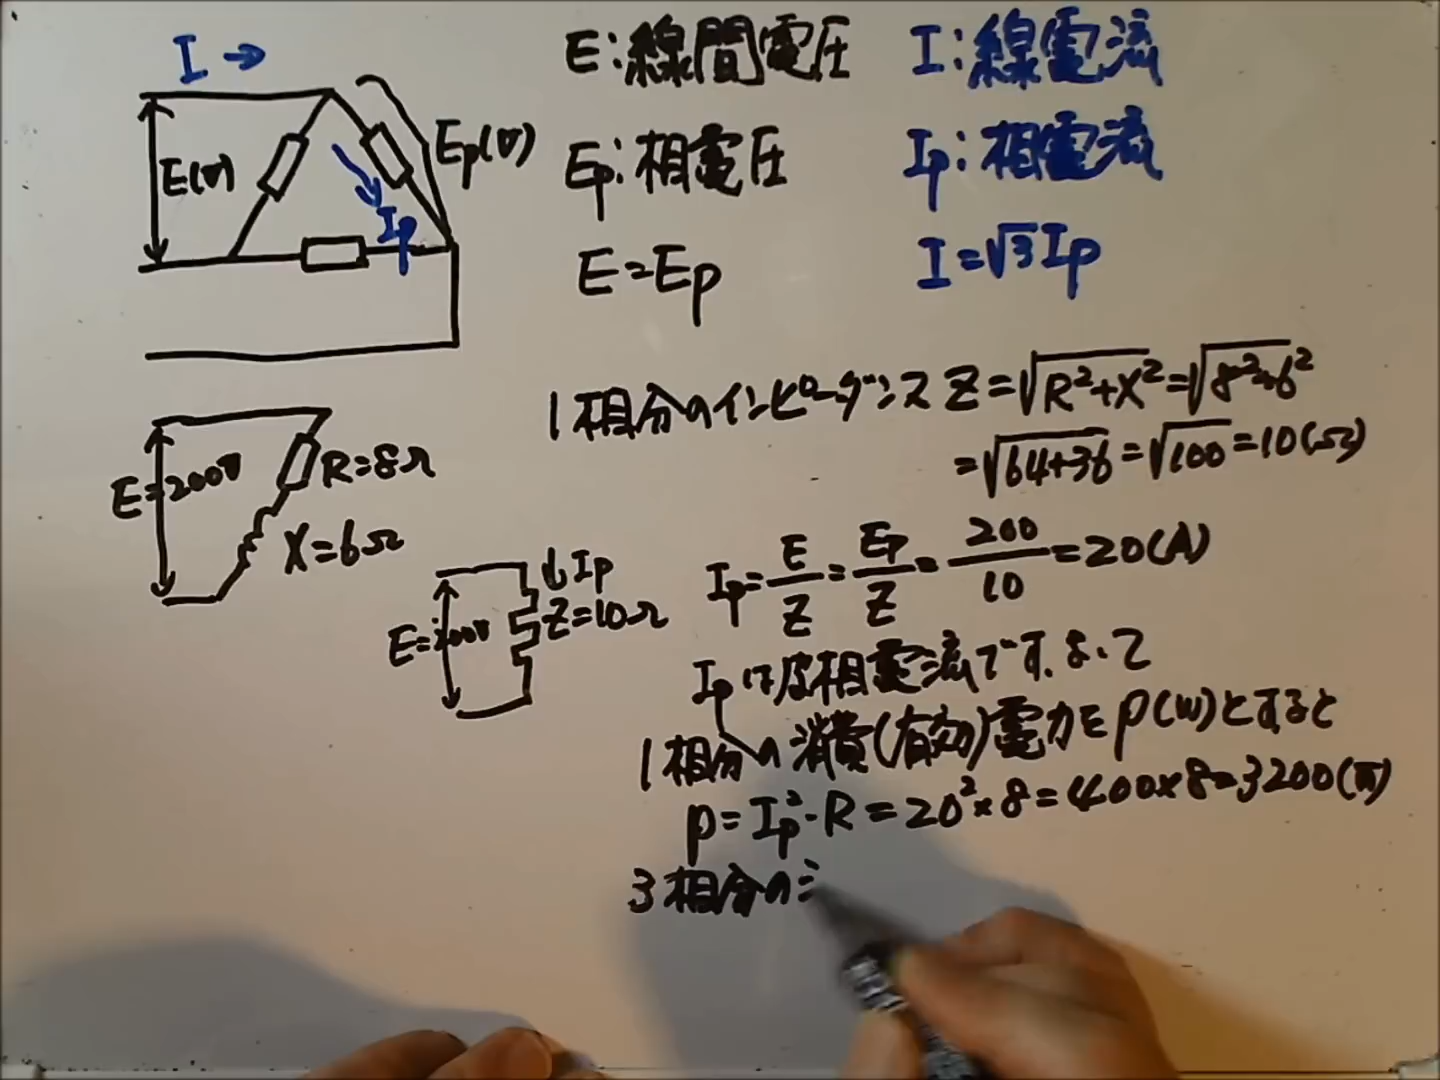 I →
E(V)
Ep(V)
Ip
E:線間電圧
I:線電流
Ep:相電圧
Ip:相電流
E=Ep
I=√3Ip
E=200V
R=8Ω
X=6Ω
1相分のインピーダンス Z=√R²+X²=√8²+6²
=√64+36=√100=10(Ω)
↓Ip
E=200V
Z=10Ω
Ip=E/Z=Ep/Z=200/10=20(A)
Ipは皮相電流です.よって
1相分の消費(有効)電力をP(W)とすると
P=Ip²·R=20²×8=400×8=3200(W)
3相分の